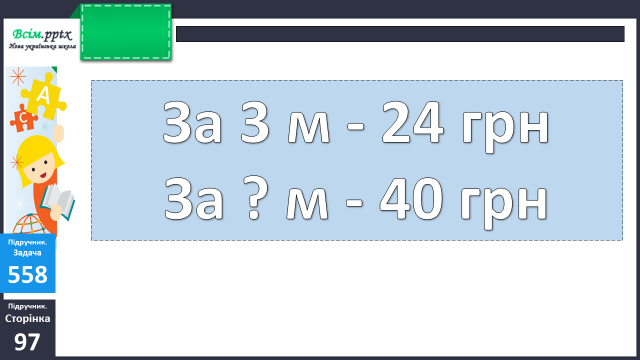 Всім.pptx
Нова українська школа
За 3 м - 24 грн
За ? м - 40 грн
А
С
Підручник.
Задача
558
Підручник.
Сторінка
97